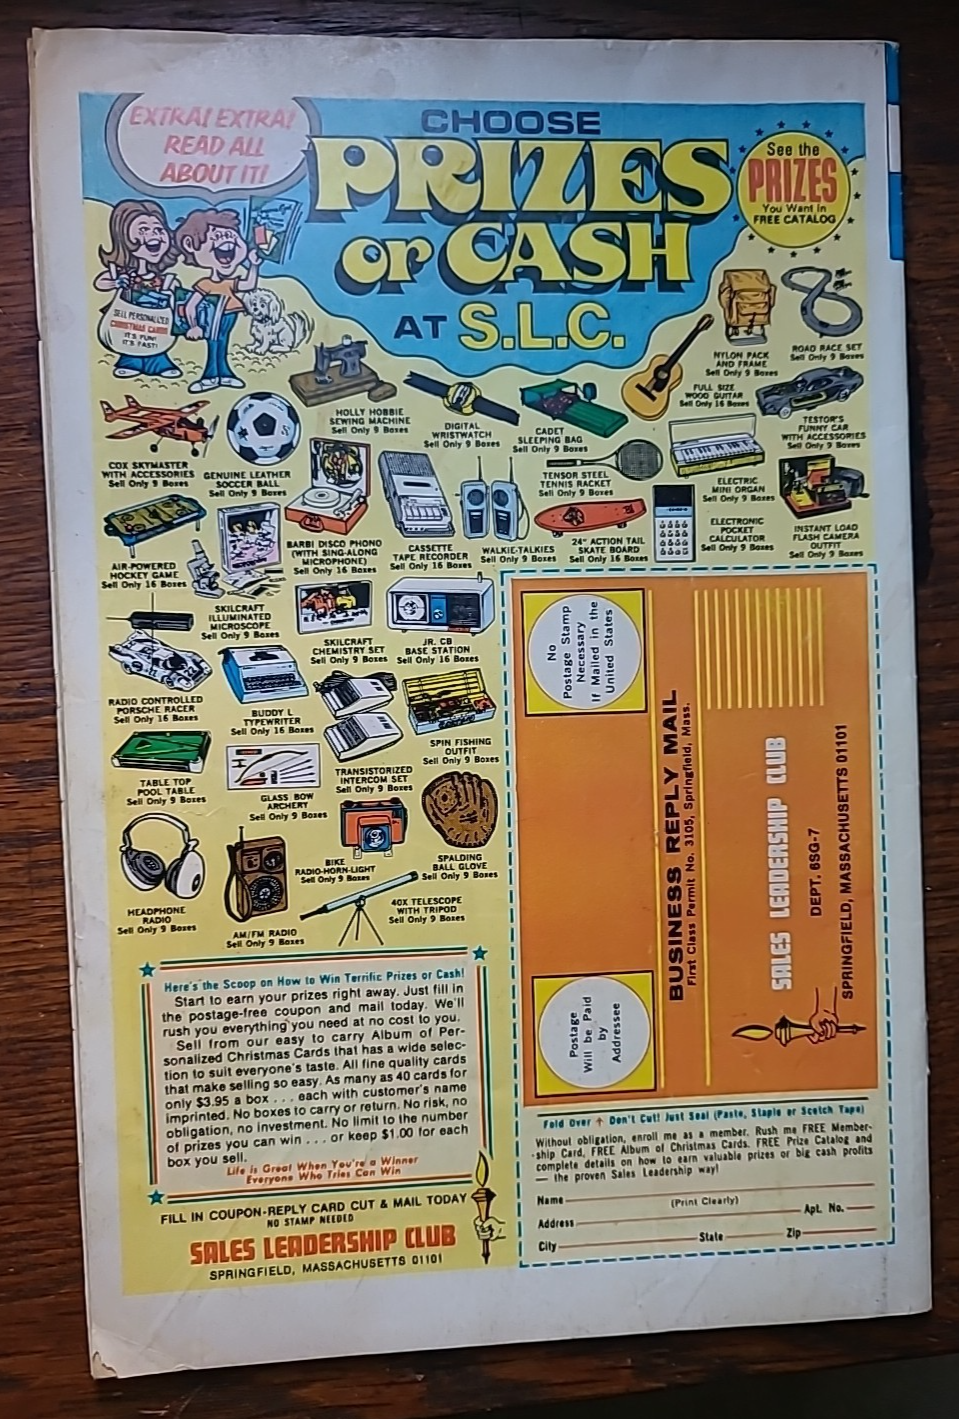 EXTRA! EXTRA!
READ ALL
ABOUT IT!
CHOOSE
PRIZES
or CASH
AT S.L.C.
See the
PRIZES
You Want In
FREE CATALOG
SELL PERSONALIZED
CHRISTMAS CARDS
IT'S FUN!
IT'S FAST!
NYLON PACK
AND FRAME
Sell Only 9 Boxes
ROAD RACE SET
Sell Only 9 Boxes
HOLLY HOBBIE
SEWING MACHINE
Sell Only 9 Boxes
DIGITAL
WRISTWATCH
Sell Only 9 Boxes
CADET
SLEEPING BAG
Sell Only 9 Boxes
FULL SIZE
WOOD GUITAR
Sell Only 16 Boxes
TESTOR'S
FUNNY CAR
WITH ACCESSORIES
Sell Only 9 Boxes
COX SKYMASTER
WITH ACCESSORIES
Sell Only 9 Boxes
GENUINE LEATHER
SOCCER BALL
Sell Only 9 Boxes
BARBI DISCO PHONO
(WITH SING-ALONG
MICROPHONE)
Sell Only 16 Boxes
CASSETTE
TAPE RECORDER
Sell Only 16 Boxes
WALKIE-TALKIES
Sell Only 9 Boxes
TENSOR STEEL
TENNIS RACKET
Sell Only 9 Boxes
24" ACTION TAIL
SKATE BOARD
Sell Only 16 Boxes
ELECTRIC
MINI ORGAN
Sell Only 9 Boxes
ELECTRONIC
POCKET
CALCULATOR
Sell Only 9 Boxes
INSTANT LOAD
FLASH CAMERA
OUTFIT
Sell Only 9 Boxes
AIR-POWERED
HOCKEY GAME
Sell Only 16 Boxes
SKILCRAFT
ILLUMINATED
MICROSCOPE
Sell Only 9 Boxes
SKILCRAFT
CHEMISTRY SET
Sell Only 9 Boxes
JR. CB
BASE STATION
Sell Only 16 Boxes
RADIO CONTROLLED
PORSCHE RACER
Sell Only 16 Boxes
BUDDY L
TYPEWRITER
Sell Only 16 Boxes
TRANSISTORIZED
INTERCOM SET
Sell Only 9 Boxes
SPIN FISHING
OUTFIT
Sell Only 9 Boxes
TABLE TOP
POOL TABLE
Sell Only 9 Boxes
GLASS BOW
ARCHERY
Sell Only 9 Boxes
BIKE
RADIO-HORN-LIGHT
Sell Only 9 Boxes
SPALDING
BALL GLOVE
Sell Only 9 Boxes
HEADPHONE
RADIO
Sell Only 9 Boxes
AM/FM RADIO
Sell Only 9 Boxes
40X TELESCOPE
WITH TRIPOD
Sell Only 9 Boxes
Here's the Scoop on How to Win Terrific Prizes or Cash!
Start to earn your prizes right away. Just fill in
the postage-free coupon and mail today. We'll
rush you everything you need at no cost to you.
Sell from our easy to carry Album of Per-
sonalized Christmas Cards that has a wide selec-
tion to suit everyone's taste. All fine quality cards
that make selling so easy. As many as 40 cards for
only $3.95 a box . . . each with customer's name
imprinted. No boxes to carry or return. No risk, no
obligation, no investment. No limit to the number
of prizes you can win . . . or keep $1.00 for each
box you sell.
Life is Great When You're a Winner
Everyone Who Tries Can Win
FILL IN COUPON-REPLY CARD CUT & MAIL TODAY
NO STAMP NEEDED
SALES LEADERSHIP CLUB
SPRINGFIELD, MASSACHUSETTS 01101
No
Postage Stamp
Necessary
If Mailed in the
United States
BUSINESS REPLY MAIL
First Class Permit No. 3105, Springfield, Mass.
Postage
Will be Paid
by
Addressee
SALES LEADERSHIP CLUB
DEPT. 6SG-7
SPRINGFIELD, MASSACHUSETTS 01101
Fold Over ↑ Don't Cut! Just Seal (Paste, Staple or Scotch Tape)
Without obligation, enroll me as a member. Rush me FREE Member-
ship Card, FREE Album of Christmas Cards. FREE Prize Catalog and
complete details on how to earn valuable prizes or big cash profits
— the proven Sales Leadership way!
Name
(Print Clearly)
Address Apt. No.
City State Zip